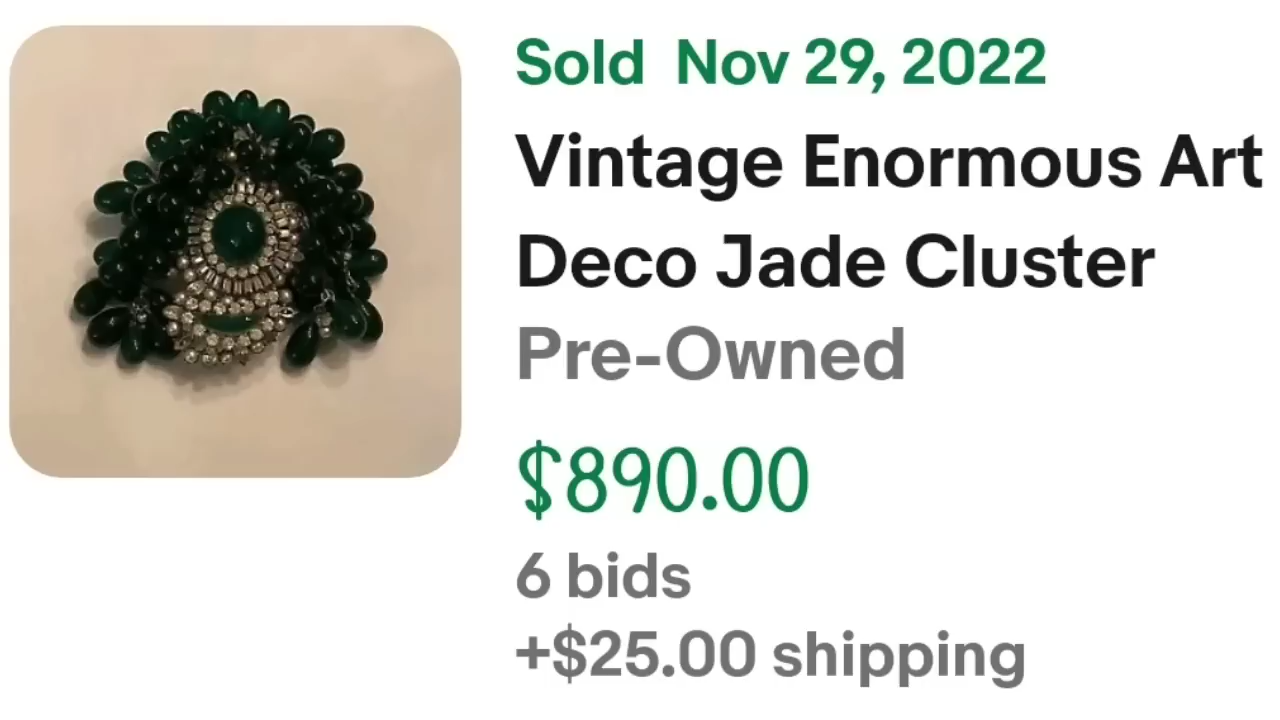 Sold Nov 29, 2022
Vintage Enormous Art
Deco Jade Cluster
Pre-Owned
$890.00
6 bids
+$25.00 shipping